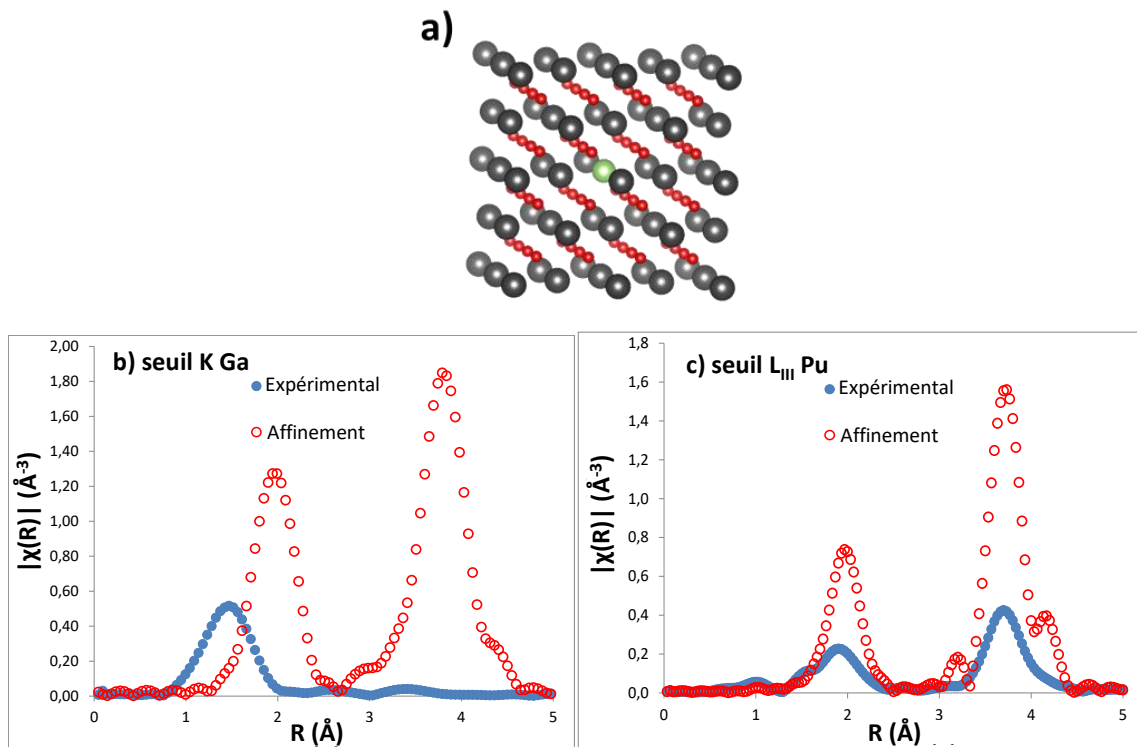 a)
b) seuil K Ga
Expérimental
Affinement
|χ(R)| (Å⁻³)
2,00
1,80
1,60
1,40
1,20
1,00
0,80
0,60
0,40
0,20
0,00
0 1 2 3 4 5
R (Å)
c) seuil LIII Pu
Expérimental
Affinement
|χ(R)| (Å⁻³)
1,8
1,6
1,4
1,2
1,0
0,8
0,6
0,4
0,2
0,0
0 1 2 3 4 5
R (Å)